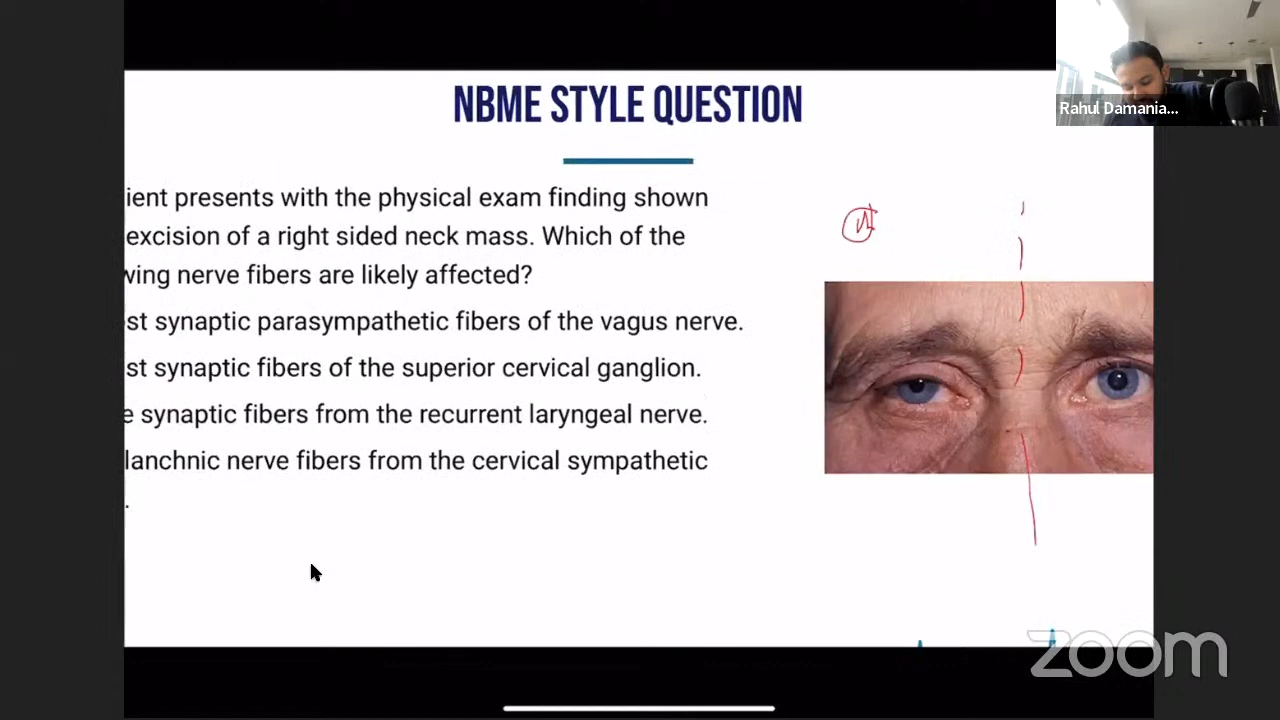 NBME STYLE QUESTION
Rahul Damania...
ient presents with the physical exam finding shown
excision of a right sided neck mass. Which of the
wing nerve fibers are likely affected?
st synaptic parasympathetic fibers of the vagus nerve.
st synaptic fibers of the superior cervical ganglion.
e synaptic fibers from the recurrent laryngeal nerve.
lanchnic nerve fibers from the cervical sympathetic
.
zoom